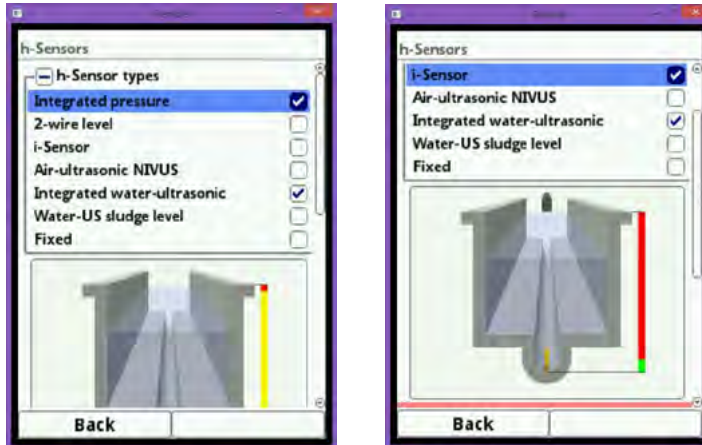 h-Sensors
h-Sensor types
Integrated pressure
2-wire level
i-Sensor
Air-ultrasonic NIVUS
Integrated water-ultrasonic
Water-US sludge level
Fixed
Back
h-Sensors
i-Sensor
Air-ultrasonic NIVUS
Integrated water-ultrasonic
Water-US sludge level
Fixed
Back